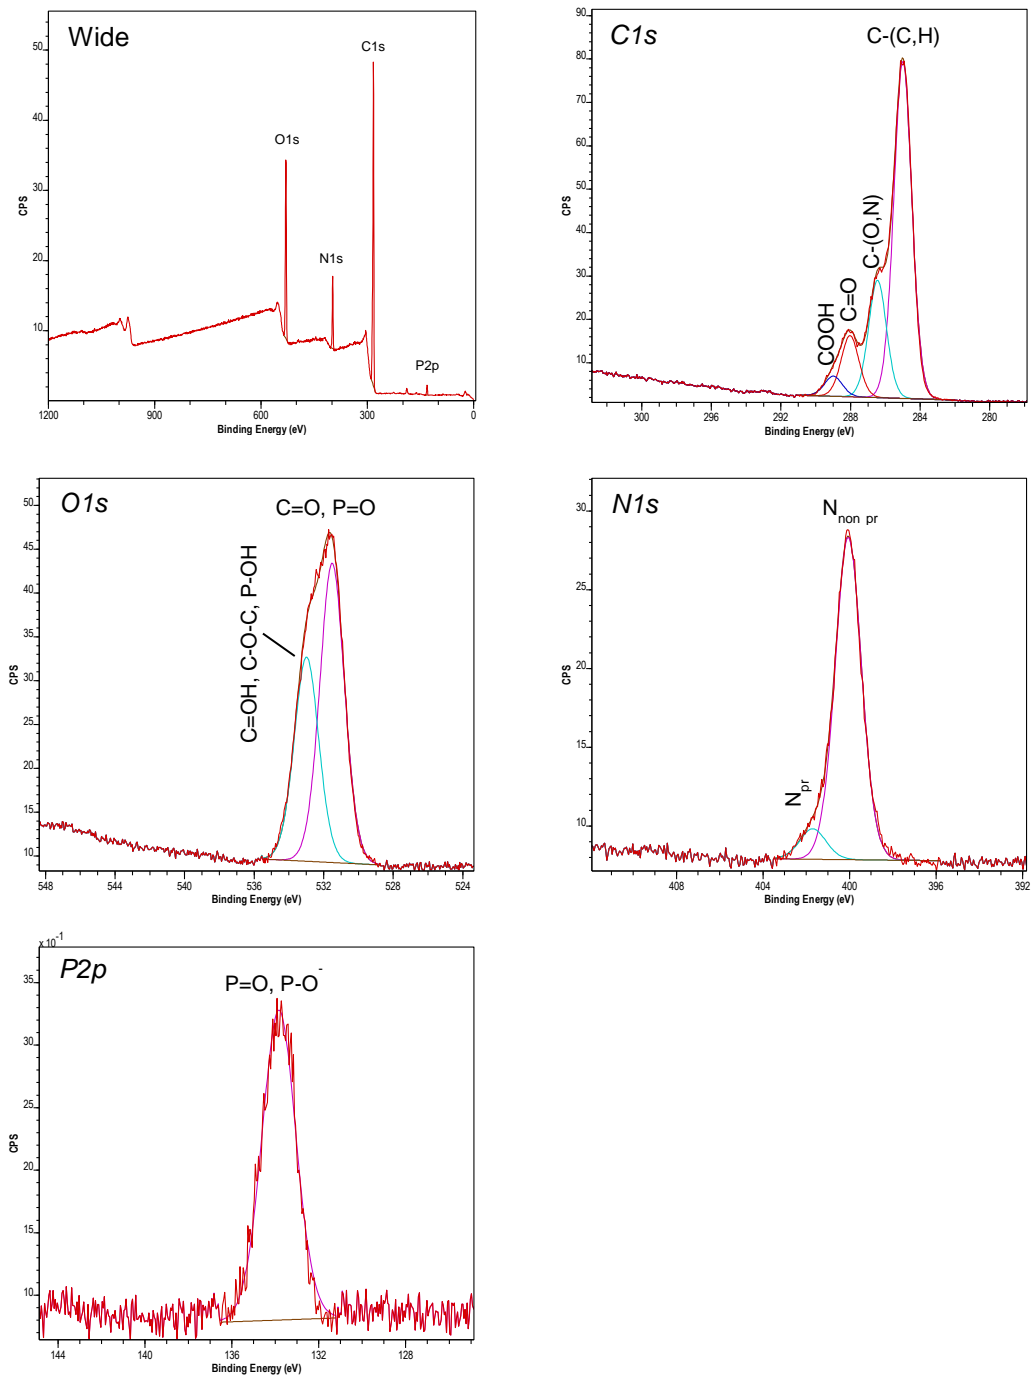 Wide
C1s
O1s
N1s
P2p
50
40
30
20
10
CPS
1200
900
600
300
0
Binding Energy (eV)
C1s
C-(C,H)
C-(O,N)
C=O
COOH
90
80
70
60
50
40
30
20
10
CPS
300
296
292
288
284
280
Binding Energy (eV)
O1s
C=O, P=O
C=OH, C-O-C, P-OH
50
45
40
35
30
25
20
15
10
CPS
548
544
540
536
532
528
524
Binding Energy (eV)
N1s
Nnon pr
Npr
30
25
20
15
10
CPS
408
404
400
396
392
Binding Energy (eV)
x 10-1
P2p
P=O, P-O-
35
30
25
20
15
10
CPS
144
140
136
132
128
Binding Energy (eV)